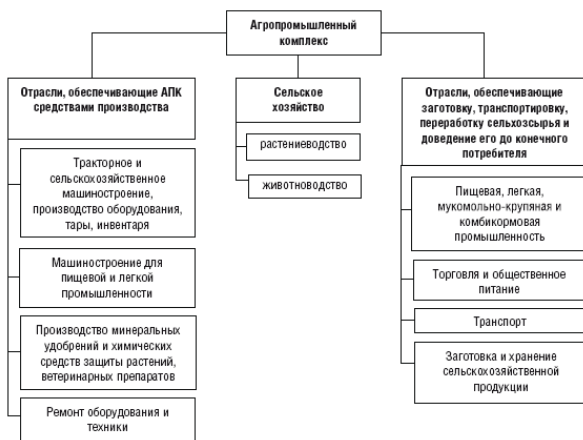 Агропромышленный
комплекс
Отрасли, обеспечивающие АПК
средствами производства
Тракторное и
сельскохозяйственное
машиностроение,
производство оборудования,
тары, инвентаря
Машиностроение для
пищевой и легкой
промышленности
Производство минеральных
удобрений и химических
средств защиты растений,
ветеринарных препаратов
Ремонт оборудования и
техники
Сельское
хозяйство
растениеводство
животноводство
Отрасли, обеспечивающие
заготовку, транспортировку,
переработку сельхозсырья и
доведение его до конечного
потребителя
Пищевая, легкая,
мукомольно-крупяная и
комбикормовая
промышленность
Торговля и общественное
питание
Транспорт
Заготовка и хранение
сельскохозяйственной
продукции